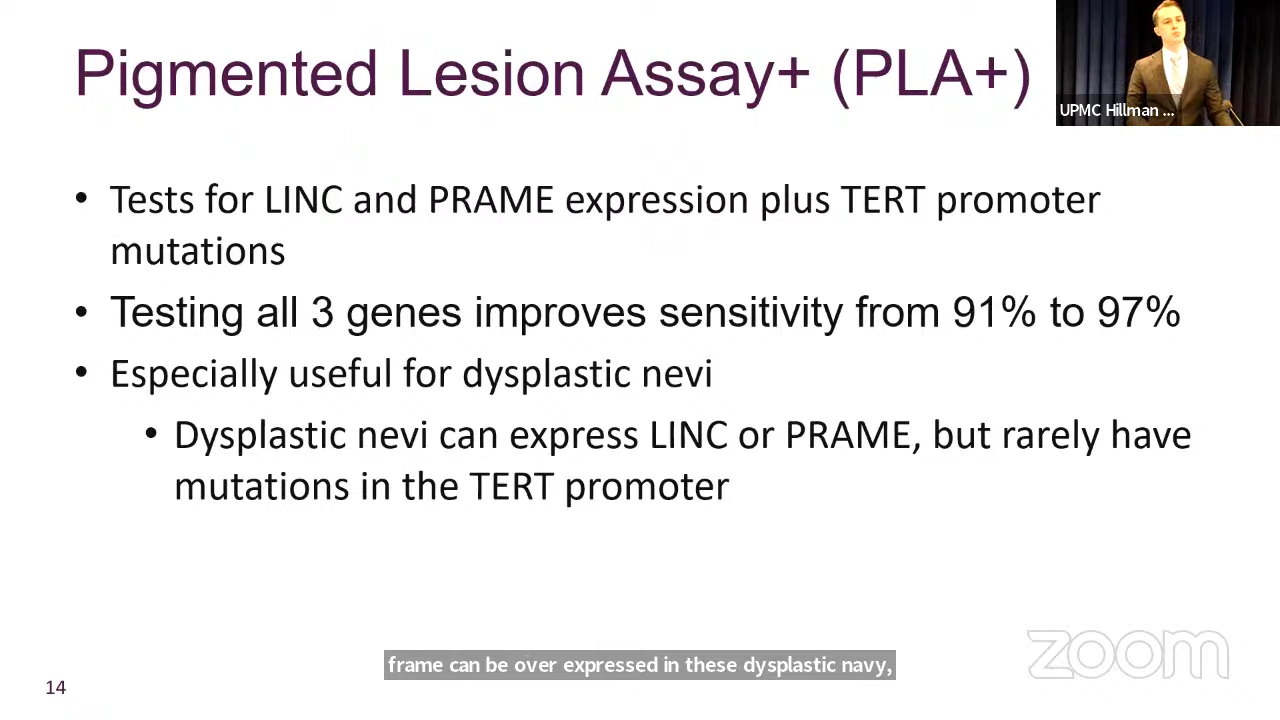 Pigmented Lesion Assay+ (PLA+)
UPMC Hillman ...
• Tests for LINC and PRAME expression plus TERT promoter
mutations
• Testing all 3 genes improves sensitivity from 91% to 97%
• Especially useful for dysplastic nevi
• Dysplastic nevi can express LINC or PRAME, but rarely have
mutations in the TERT promoter
zoom
frame can be over expressed in these dysplastic navy,
14